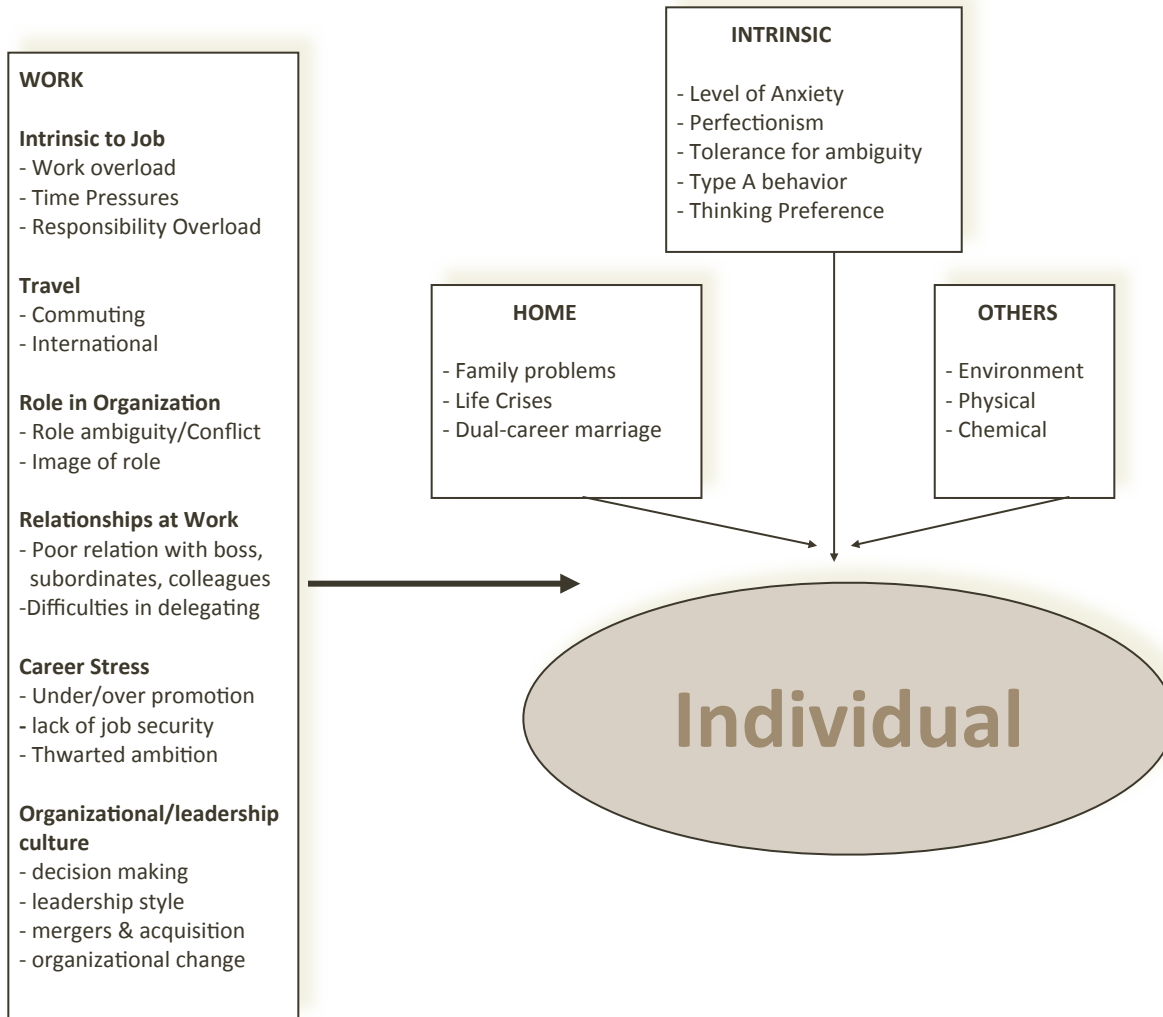 WORK
Intrinsic to Job
- Work overload
- Time Pressures
- Responsibility Overload
Travel
- Commuting
- International
Role in Organization
- Role ambiguity/Conflict
- Image of role
Relationships at Work
- Poor relation with boss,
subordinates, colleagues
-Difficulties in delegating
Career Stress
- Under/over promotion
- lack of job security
- Thwarted ambition
Organizational/leadership
culture
- decision making
- leadership style
- mergers & acquisition
- organizational change
INTRINSIC
- Level of Anxiety
- Perfectionism
- Tolerance for ambiguity
- Type A behavior
- Thinking Preference
HOME
- Family problems
- Life Crises
- Dual-career marriage
OTHERS
- Environment
- Physical
- Chemical
Individual